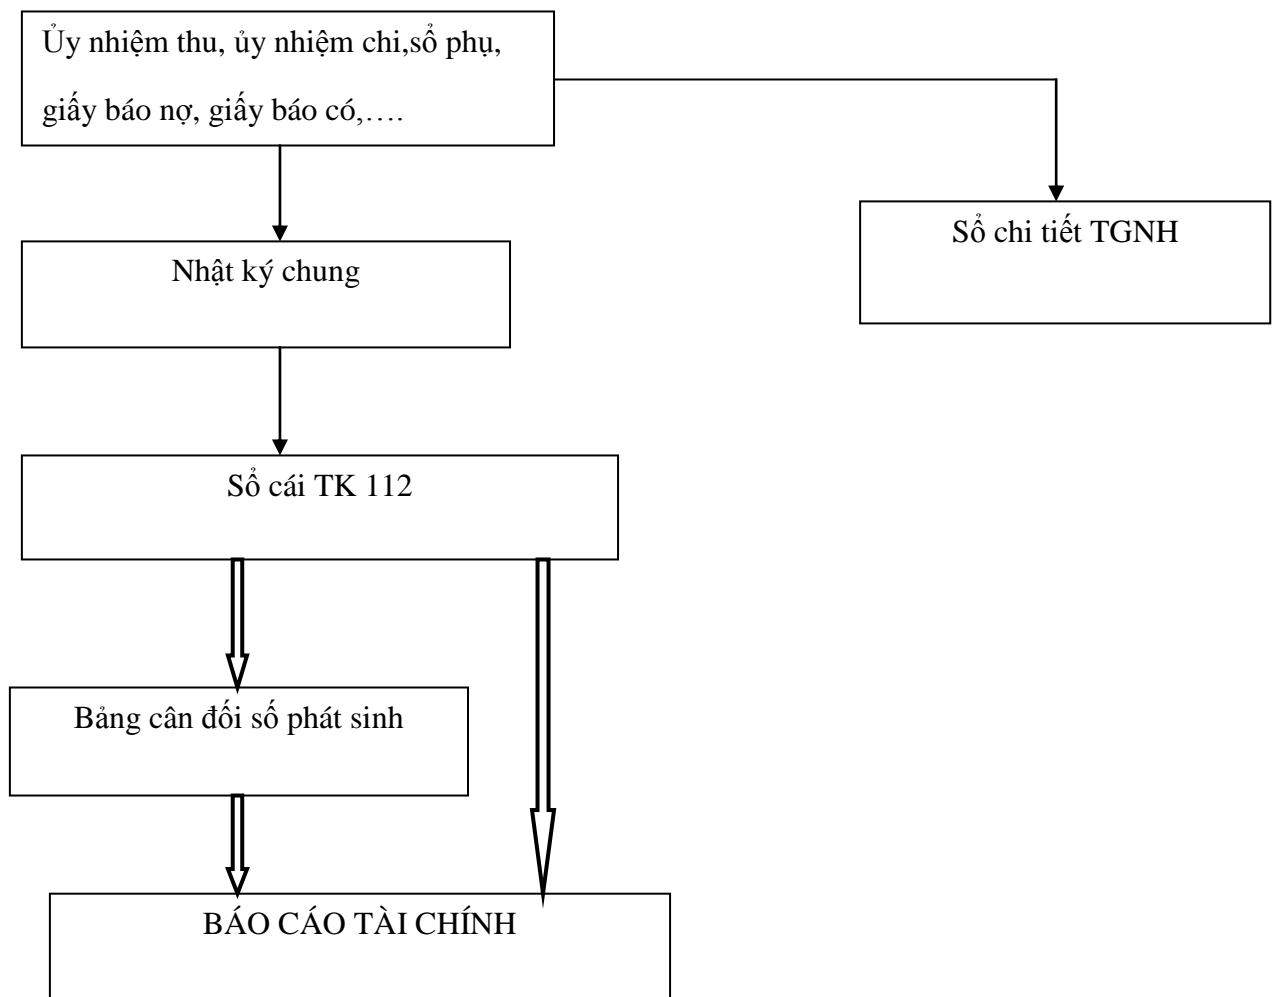 Ủy nhiệm thu, ủy nhiệm chi,sổ phụ,
giấy báo nợ, giấy báo có,….
Sổ chi tiết TGNH
Nhật ký chung
Sổ cái TK 112
Bảng cân đối số phát sinh
BÁO CÁO TÀI CHÍNH